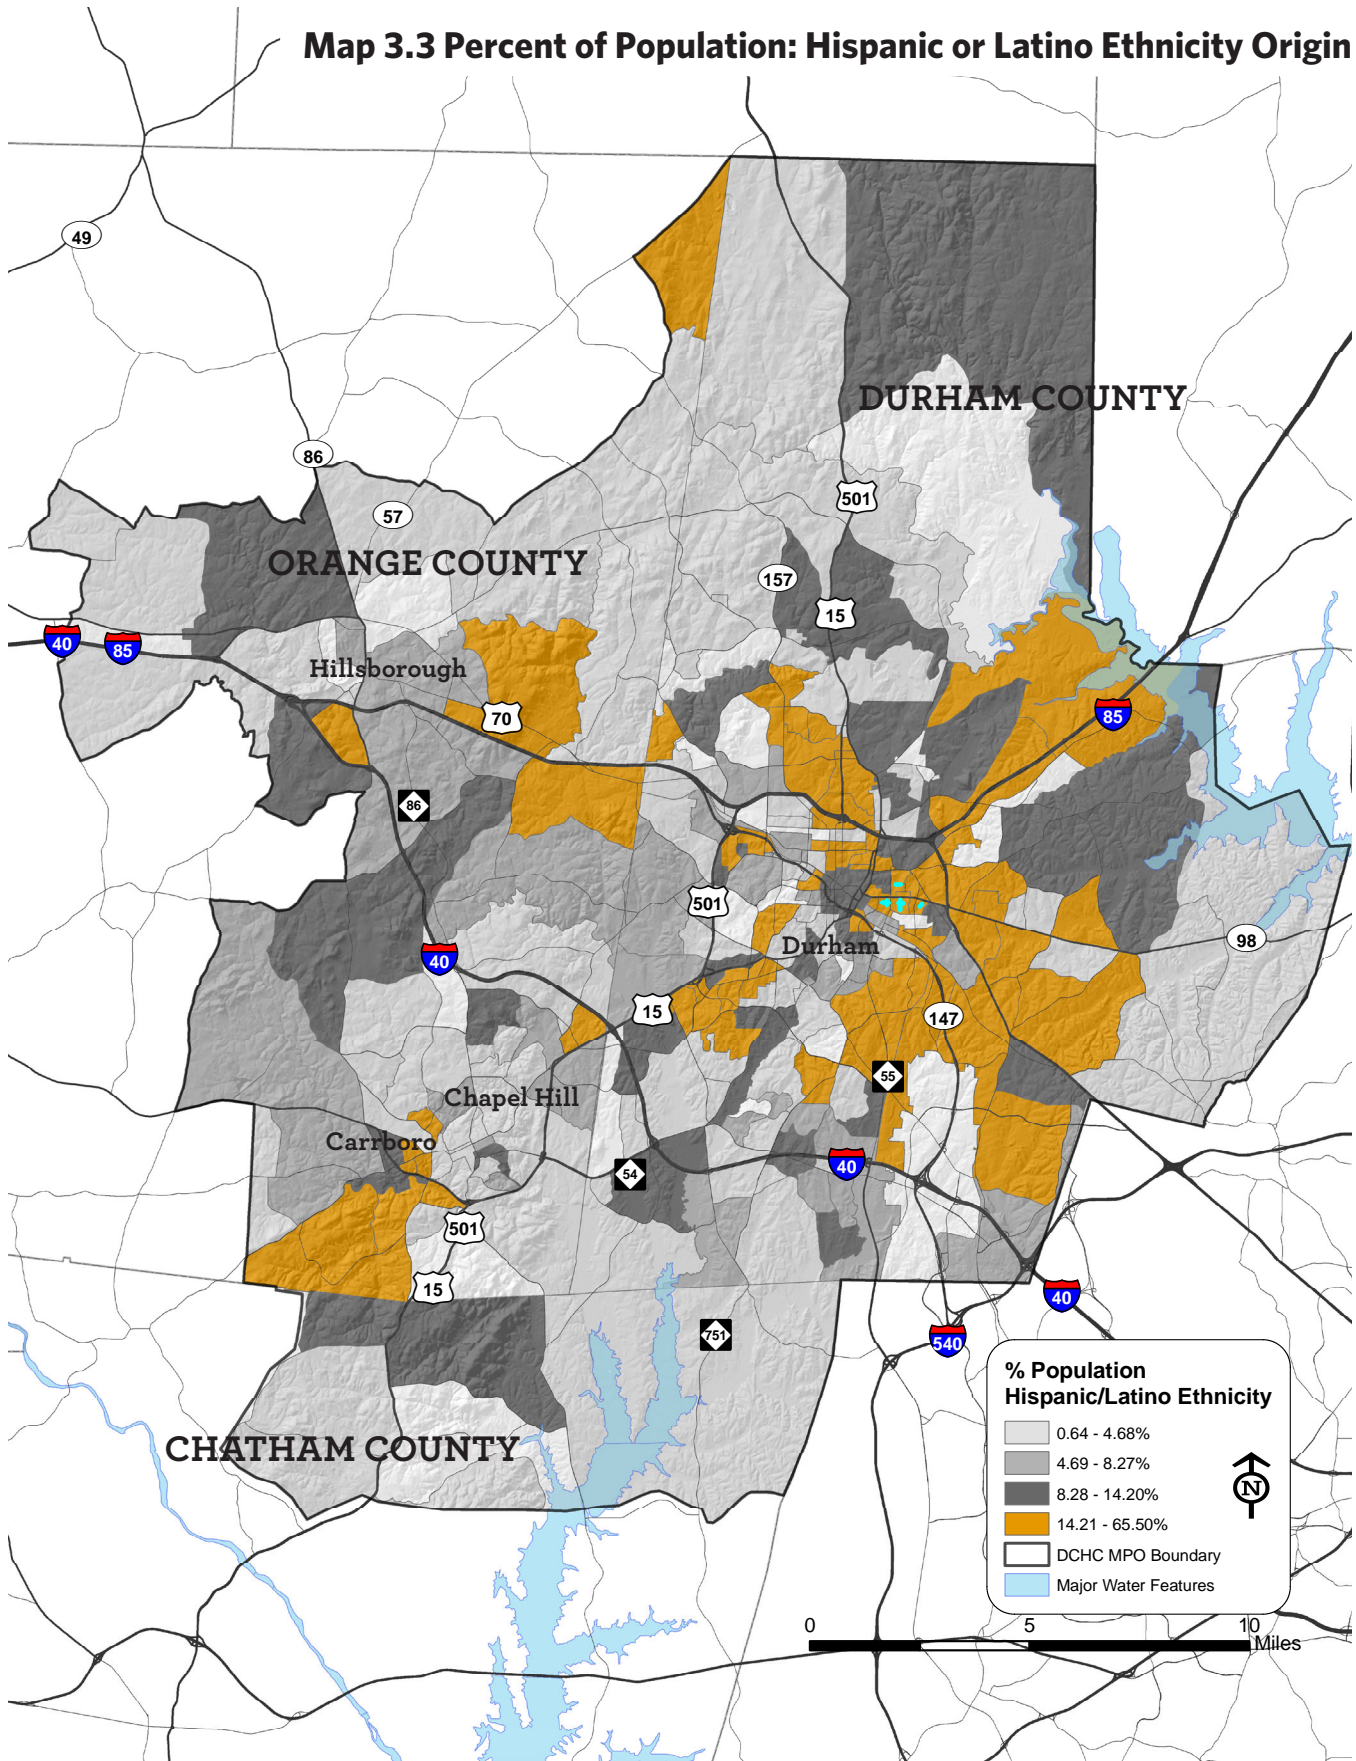 Map 3.3 Percent of Population: Hispanic or Latino Ethnicity Origin
49
DURHAM COUNTY
86
501
57
ORANGE COUNTY
157
15
40
85
Hillsborough
70
85
86
501
98
Durham
40
15
147
55
Chapel Hill
Carrboro
40
54
501
15
40
751
540
% Population
Hispanic/Latino Ethnicity
0.64 - 4.68%
4.69 - 8.27%
8.28 - 14.20%
14.21 - 65.50%
DCHC MPO Boundary
Major Water Features
N
CHATHAM COUNTY
0 5 10
Miles